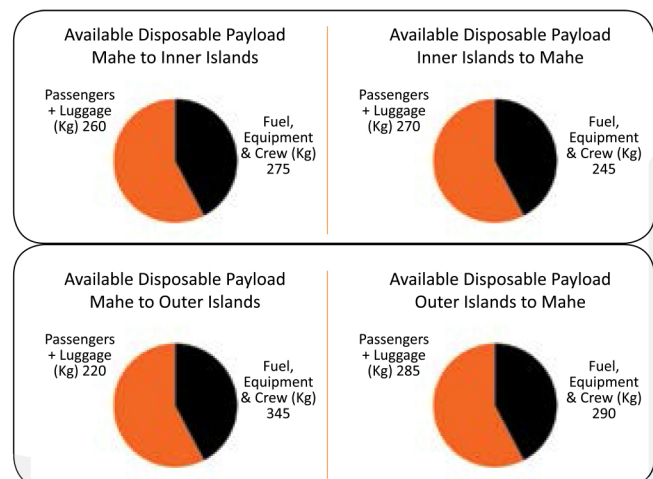 Available Disposable Payload
Mahe to Inner Islands
Passengers
+ Luggage
(Kg) 260
Fuel,
Equipment
& Crew (Kg)
275
Available Disposable Payload
Inner Islands to Mahe
Passengers
+ Luggage
(Kg) 270
Fuel,
Equipment
& Crew (Kg)
245
Available Disposable Payload
Mahe to Outer Islands
Passengers
+ Luggage
(Kg) 220
Fuel,
Equipment
& Crew (Kg)
345
Available Disposable Payload
Outer Islands to Mahe
Passengers
+ Luggage
(Kg) 285
Fuel,
Equipment
& Crew (Kg)
290